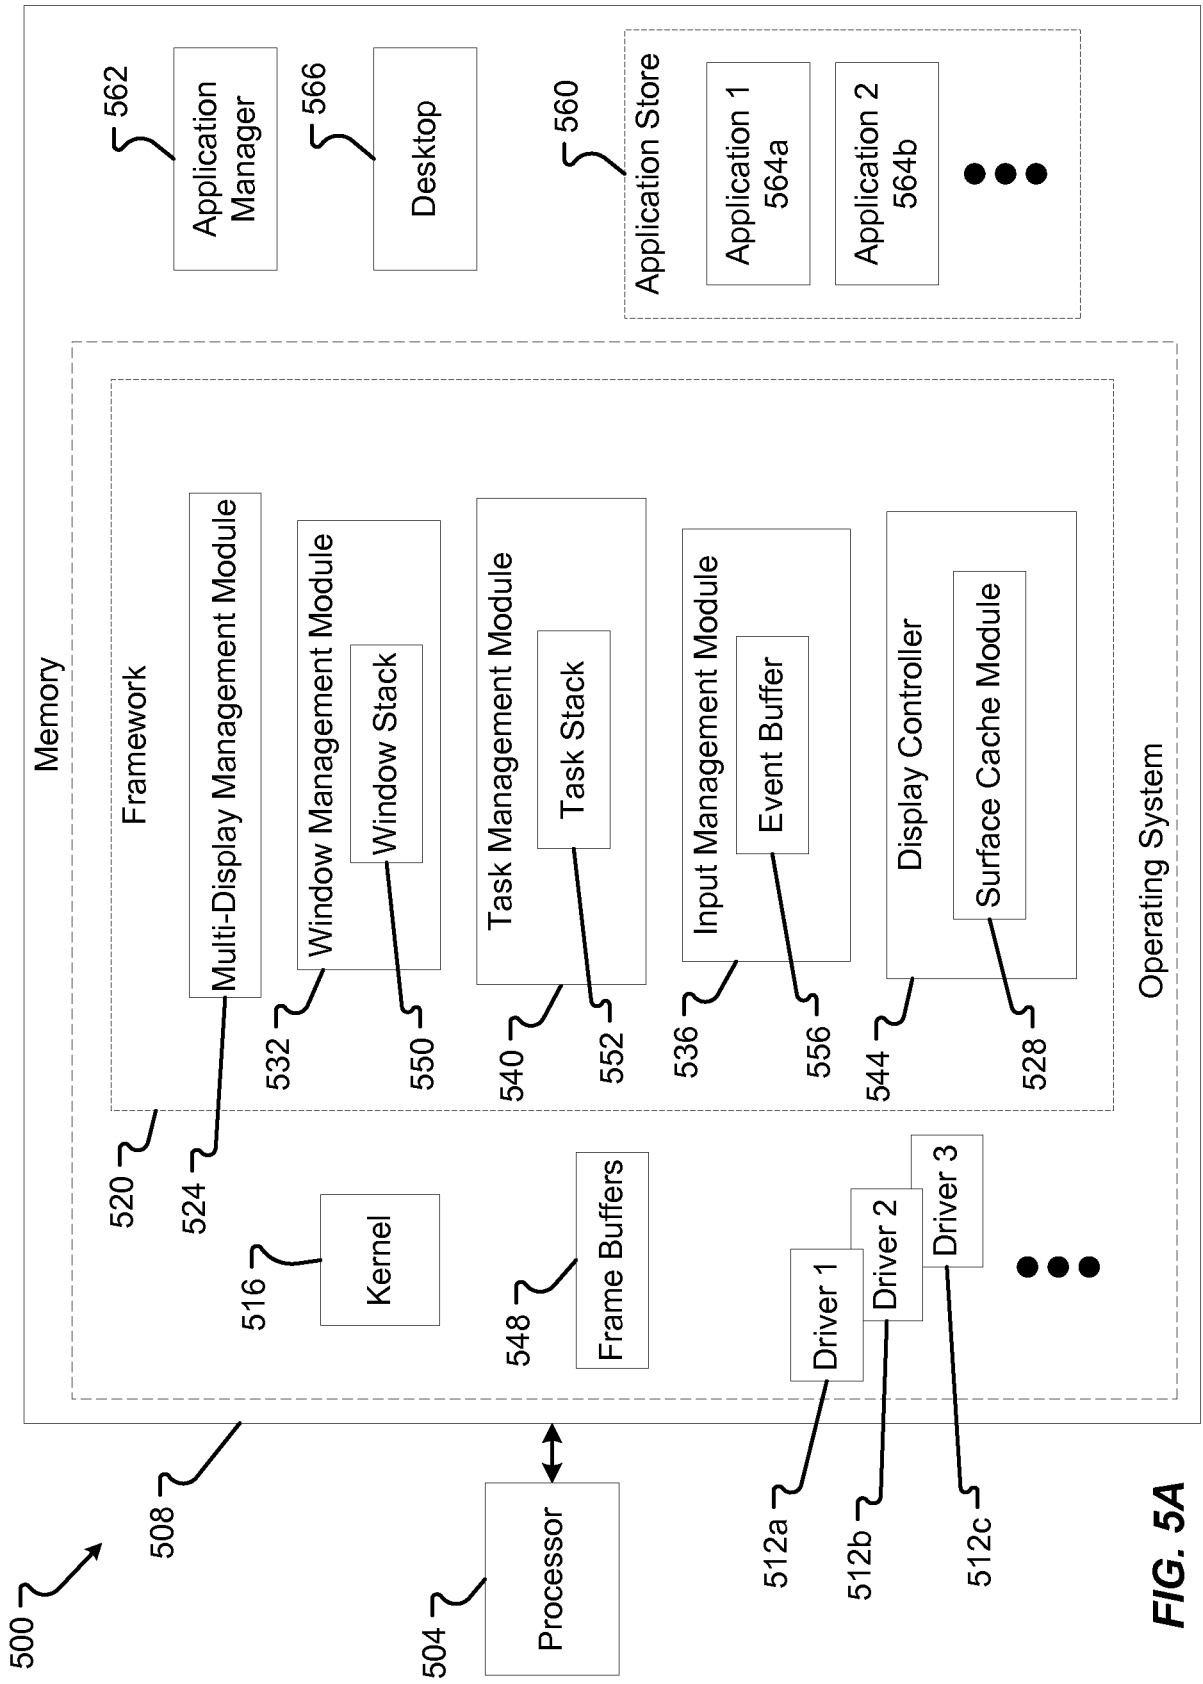 500
508
Memory
504
Processor
Operating System
516
Kernel
548
Frame Buffers
512a
Driver 1
512b
Driver 2
512c
Driver 3
520
Framework
524
Multi-Display Management Module
532
Window Management Module
550
Window Stack
540
Task Management Module
552
Task Stack
536
Input Management Module
556
Event Buffer
544
Display Controller
528
Surface Cache Module
562
Application
Manager
566
Desktop
560
Application Store
Application 1
564a
Application 2
564b
FIG. 5A